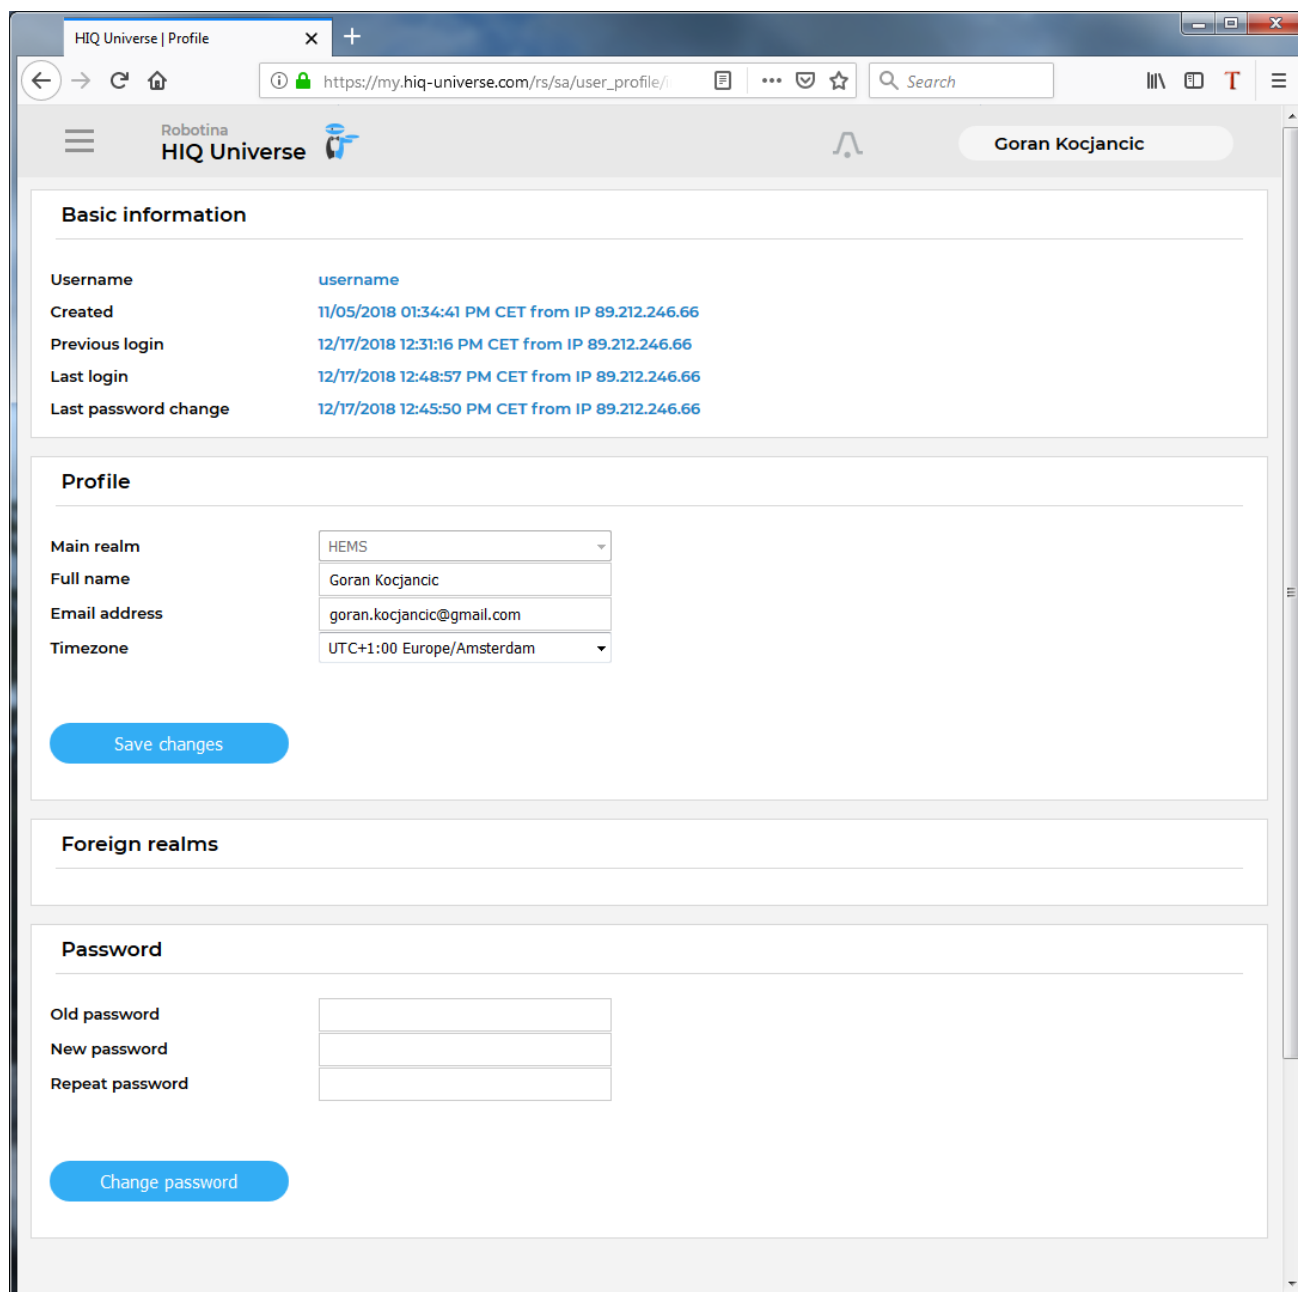 HIQ Universe | Profile
https://my.hiq-universe.com/rs/sa/user_profile/
Search
Robotina
HIQ Universe
Goran Kocjancic
Basic information
Username username
Created 11/05/2018 01:34:41 PM CET from IP 89.212.246.66
Previous login 12/17/2018 12:31:16 PM CET from IP 89.212.246.66
Last login 12/17/2018 12:48:57 PM CET from IP 89.212.246.66
Last password change 12/17/2018 12:45:50 PM CET from IP 89.212.246.66
Profile
Main realm HEMS
Full name Goran Kocjancic
Email address goran.kocjancic@gmail.com
Timezone UTC+1:00 Europe/Amsterdam
Save changes
Foreign realms
Password
Old password
New password
Repeat password
Change password